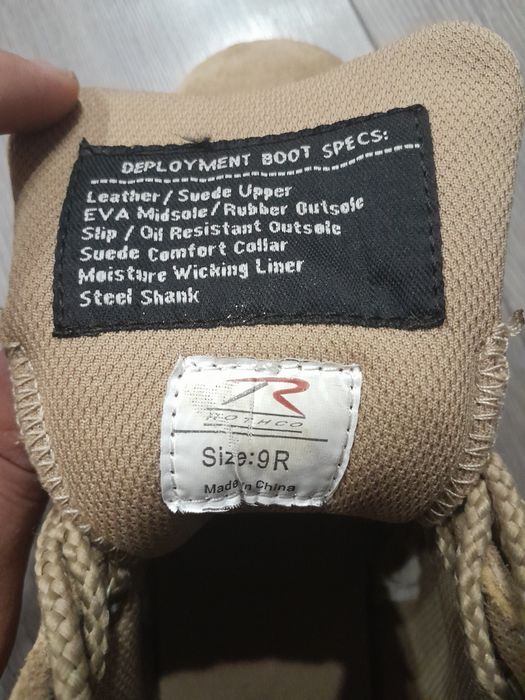 DEPLOYMENT BOOT SPECS:
Leather/Suede Upper
EVA Midsole/Rubber Outsole
Slip/Oil Resistant Outsole
Suede Comfort Collar
Moisture Wicking Liner
Steel Shank
R
ROTHCO
Size:9R
Made in China